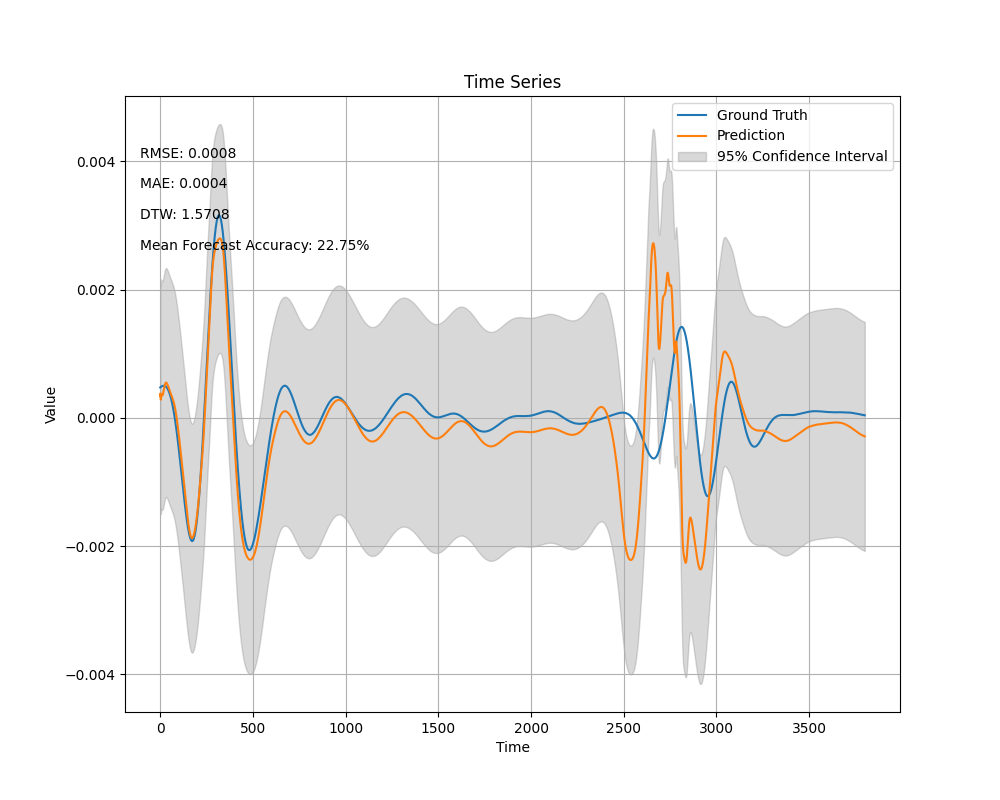 Time Series
Ground Truth
Prediction
95% Confidence Interval
RMSE: 0.0008
MAE: 0.0004
DTW: 1.5708
Mean Forecast Accuracy: 22.75%
Value
0.004
0.002
0.000
−0.002
−0.004
0 500 1000 1500 2000 2500 3000 3500
Time